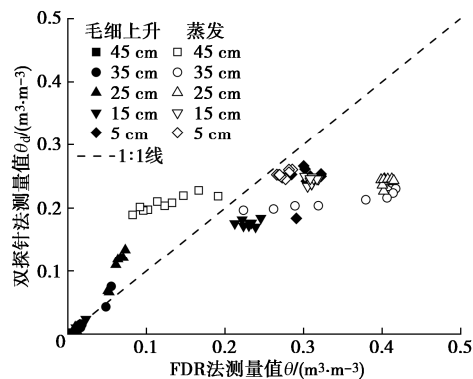 0.5
0.4
0.3
0.2
0.1
0
双探针法测量值θd/(m³·m⁻³)
毛细上升 蒸发
45 cm 45 cm
35 cm 35 cm
25 cm 25 cm
15 cm 15 cm
5 cm 5 cm
1:1线
0.1 0.2 0.3 0.4 0.5
FDR法测量值θ/(m³·m⁻³)